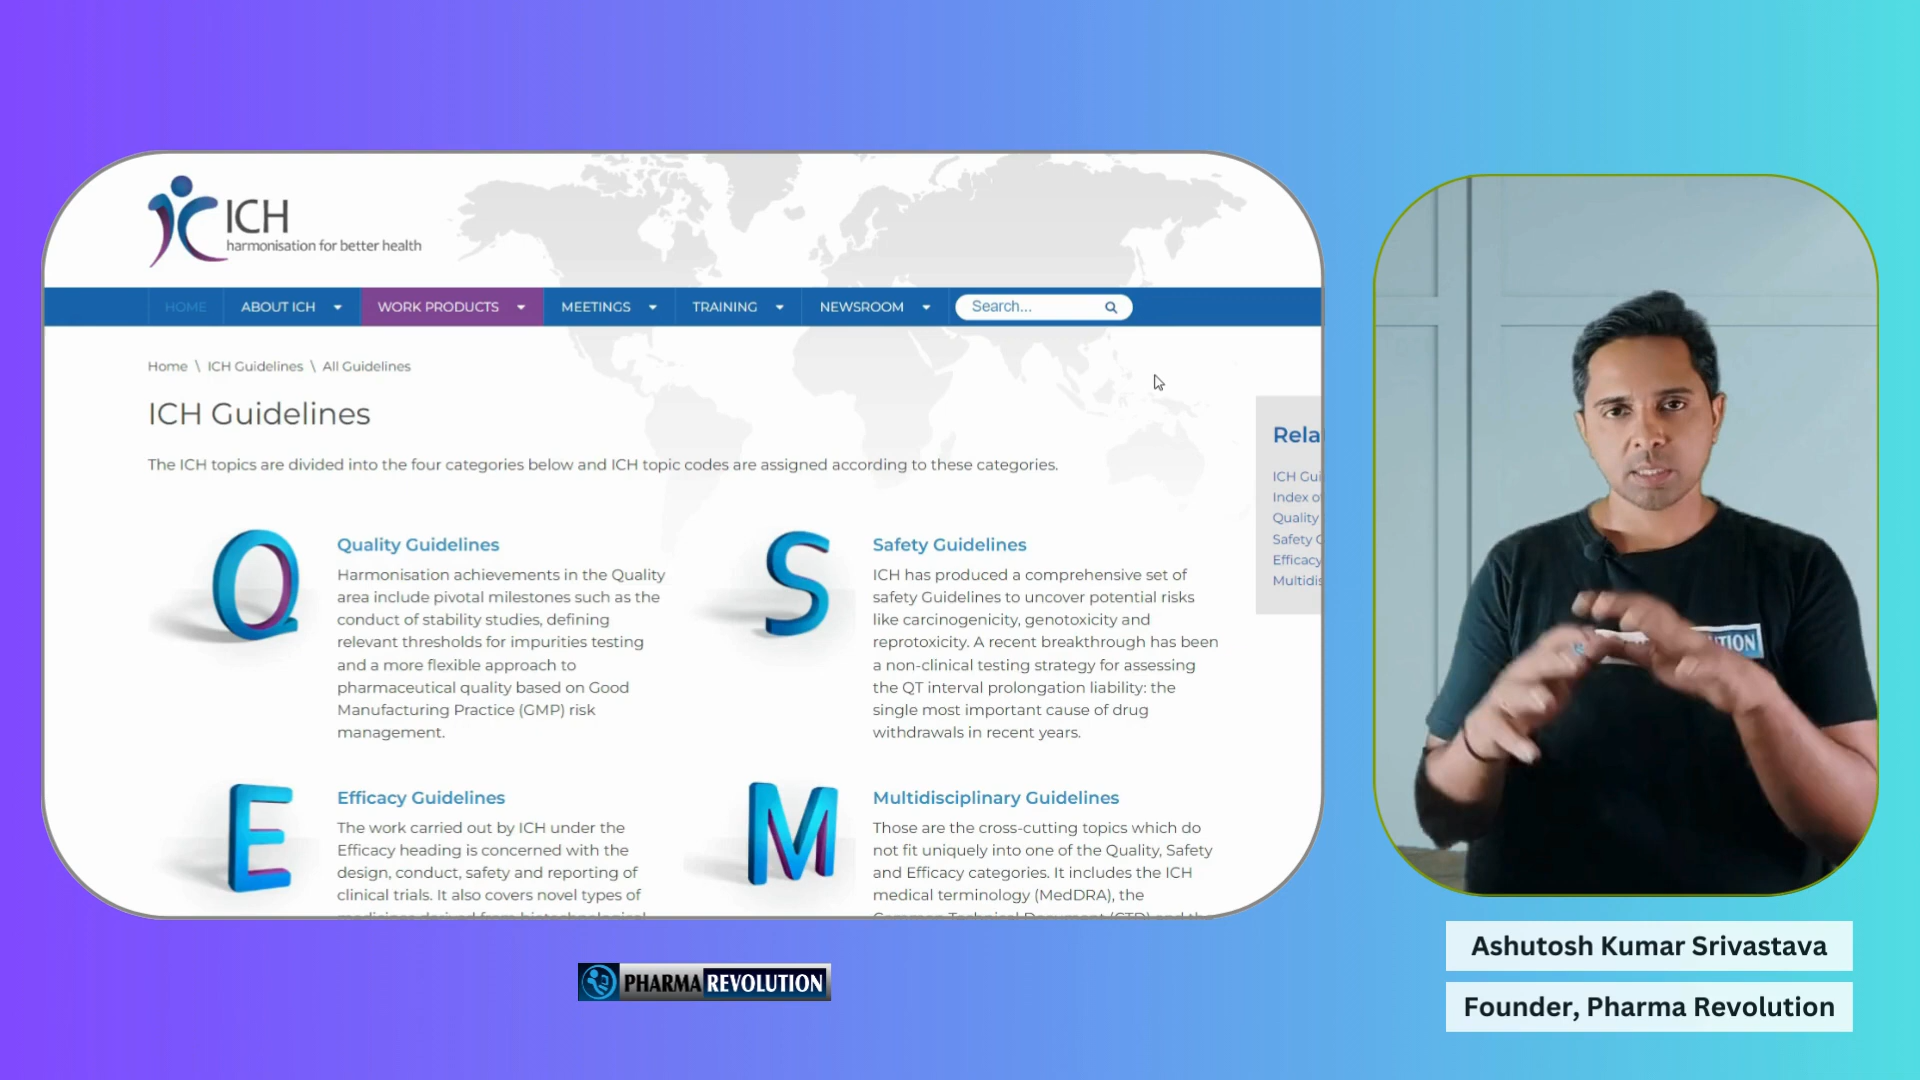 ICH
harmonisation for better health
HOME
ABOUT ICH
WORK PRODUCTS
MEETINGS
TRAINING
NEWSROOM
Search...
Home \ ICH Guidelines \ All Guidelines
ICH Guidelines
The ICH topics are divided into the four categories below and ICH topic codes are assigned according to these categories.
Q
Quality Guidelines
Harmonisation achievements in the Quality
area include pivotal milestones such as the
conduct of stability studies, defining
relevant thresholds for impurities testing
and a more flexible approach to
pharmaceutical quality based on Good
Manufacturing Practice (GMP) risk
management.
S
Safety Guidelines
ICH has produced a comprehensive set of
safety Guidelines to uncover potential risks
like carcinogenicity, genotoxicity and
reprotoxicity. A recent breakthrough has been
a non-clinical testing strategy for assessing
the QT interval prolongation liability: the
single most important cause of drug
withdrawals in recent years.
E
Efficacy Guidelines
The work carried out by ICH under the
Efficacy heading is concerned with the
design, conduct, safety and reporting of
clinical trials. It also covers novel types of
M
Multidisciplinary Guidelines
Those are the cross-cutting topics which do
not fit uniquely into one of the Quality, Safety
and Efficacy categories. It includes the ICH
medical terminology (MedDRA), the
Rela
ICH Gui
Index o
Quality
Safety
Efficacy
Multidis
PHARMA REVOLUTION
Ashutosh Kumar Srivastava
Founder, Pharma Revolution